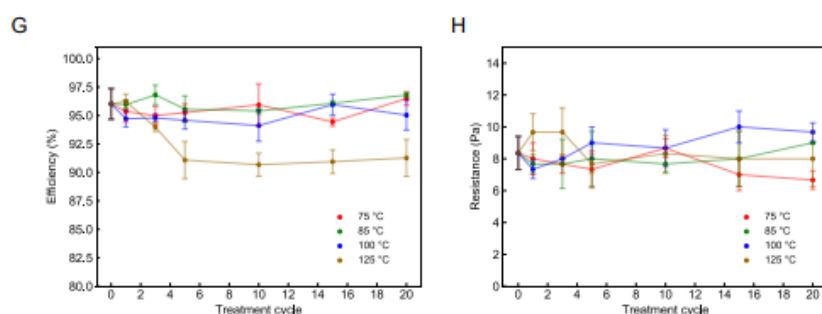 G
100.0
97.5
95.0
92.5
90.0
87.5
85.0
82.5
80.0
Efficiency (%)
75 °C
85 °C
100 °C
125 °C
0 2 4 6 8 10 12 14 16 18 20
Treatment cycle
H
14
12
10
8
6
4
2
0
Resistance (Pa)
75 °C
85 °C
100 °C
125 °C
0 2 4 6 8 10 12 14 16 18 20
Treatment cycle